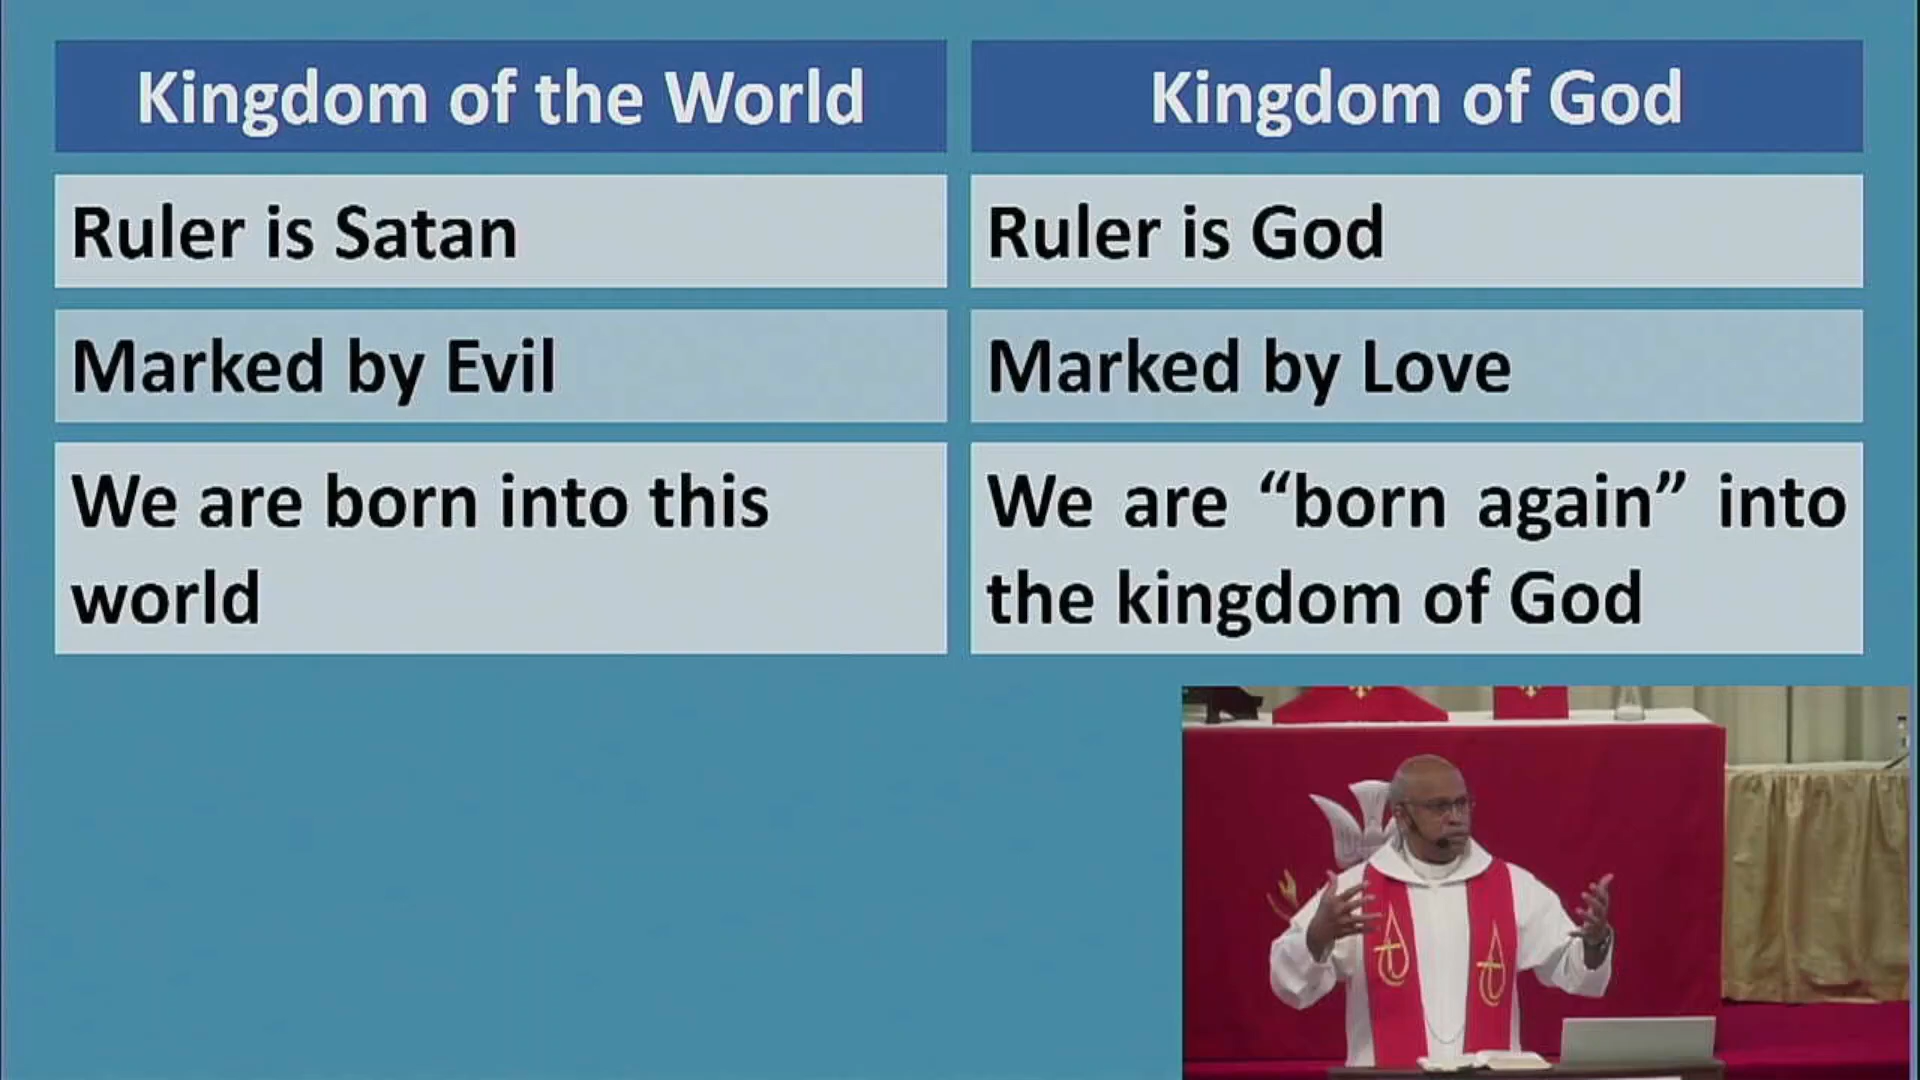 Kingdom of the World
Kingdom of God
Ruler is Satan
Ruler is God
Marked by Evil
Marked by Love
We are born into this
world
We are “born again” into
the kingdom of God